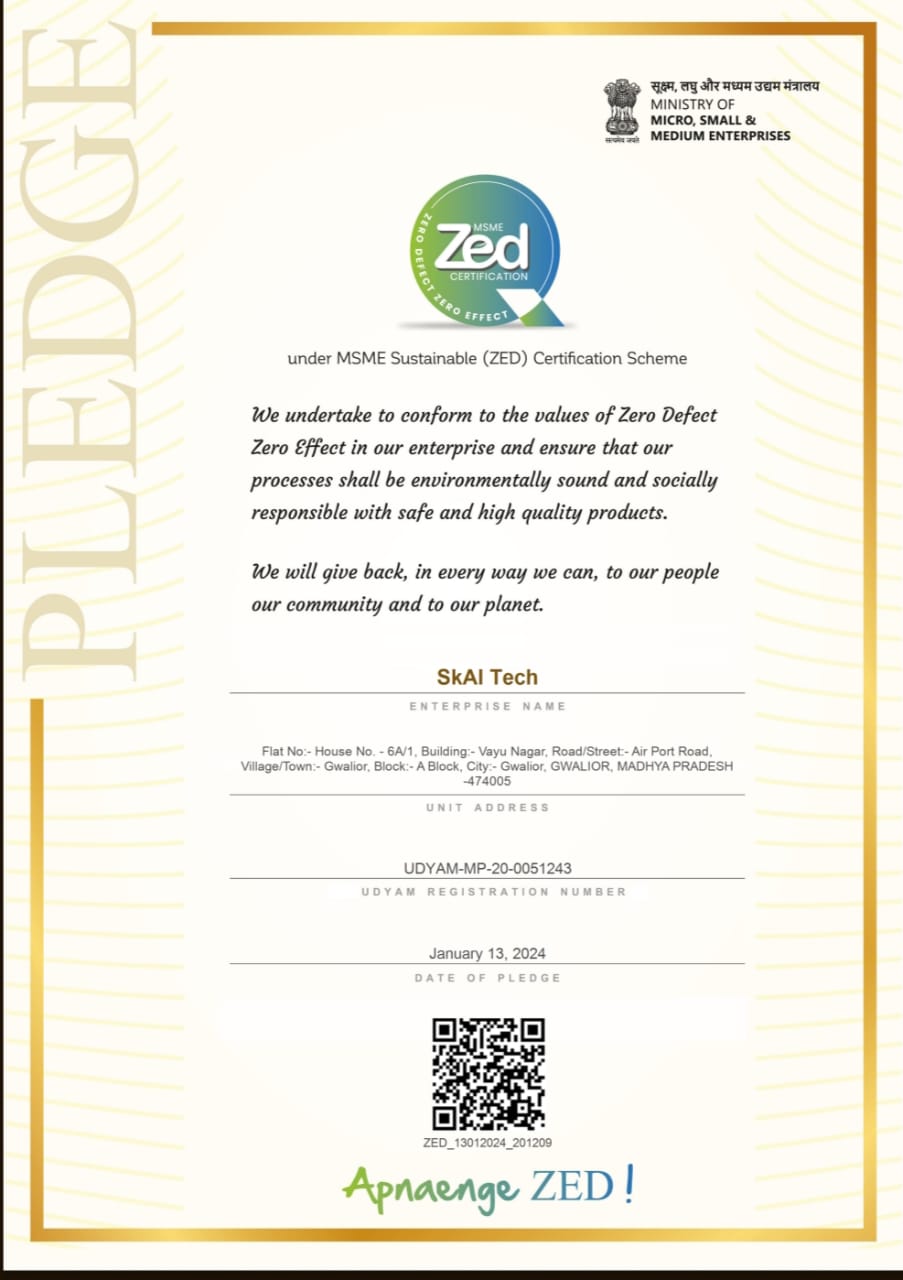 PLEDGE
सूक्ष्म, लघु और मध्यम उद्यम मंत्रालय
MINISTRY OF
MICRO, SMALL &
MEDIUM ENTERPRISES
सत्यमेव जयते
MSME
Zed
CERTIFICATION
ZERO DEFECT ZERO EFFECT
under MSME Sustainable (ZED) Certification Scheme
We undertake to conform to the values of Zero Defect
Zero Effect in our enterprise and ensure that our
processes shall be environmentally sound and socially
responsible with safe and high quality products.
We will give back, in every way we can, to our people
our community and to our planet.
SkAI Tech
ENTERPRISE NAME
Flat No:- House No. - 6A/1, Building:- Vayu Nagar, Road/Street:- Air Port Road,
Village/Town:- Gwalior, Block:- A Block, City:- Gwalior, GWALIOR, MADHYA PRADESH
-474005
UNIT ADDRESS
UDYAM-MP-20-0051243
UDYAM REGISTRATION NUMBER
January 13, 2024
DATE OF PLEDGE
ZED_13012024_201209
Apnaenge ZED !